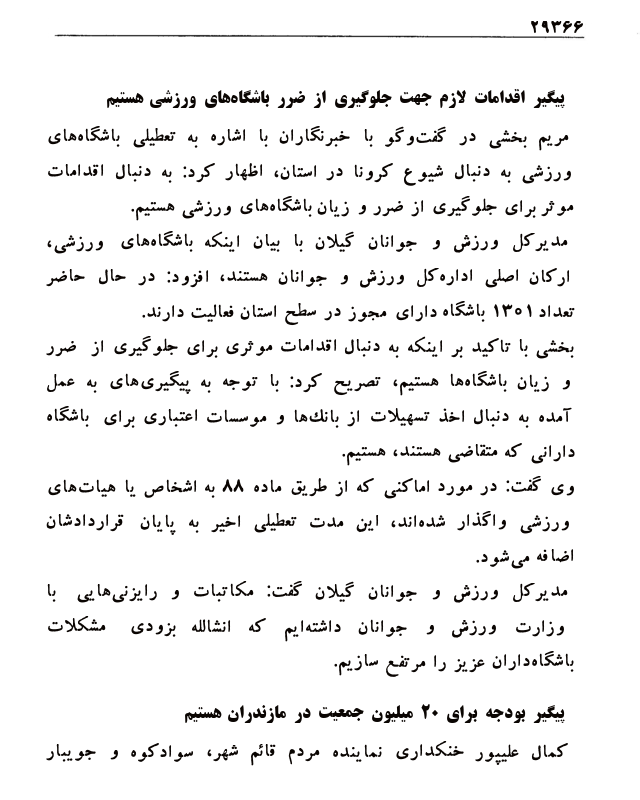 ۲۹۳۶۶
پیگیر اقدامات لازم جهت جلوگیری از ضرر باشگاه‌های ورزشی هستیم
مریم بخشی در گفت‌وگو با خبرنگاران با اشاره به تعطیلی باشگاه‌های
ورزشی به دنبال شیوع کرونا در استان، اظهار کرد: به دنبال اقدامات
موثر برای جلوگیری از ضرر و زیان باشگاه‌های ورزشی هستیم.
مدیرکل ورزش و جوانان گیلان با بیان اینکه باشگاه‌های ورزشی،
ارکان اصلی اداره‌کل ورزش و جوانان هستند، افزود: در حال حاضر
تعداد ۱۳۰۱ باشگاه دارای مجوز در سطح استان فعالیت دارند.
بخشی با تاکید بر اینکه به دنبال اقدامات موثری برای جلوگیری از ضرر
و زیان باشگاه‌ها هستیم، تصریح کرد: با توجه به پیگیری‌های به عمل
آمده به دنبال اخذ تسهیلات از بانك‌ها و موسسات اعتباری برای باشگاه
دارانی که متقاضی هستند، هستیم.
وی گفت: در مورد اماکنی که از طریق ماده ۸۸ به اشخاص یا هیات‌های
ورزشی واگذار شده‌اند، این مدت تعطیلی اخیر به پایان قراردادشان
اضافه می‌شود.
مدیرکل ورزش و جوانان گیلان گفت: مکاتبات و رایزنی‌هایی با
وزارت ورزش و جوانان داشته‌ایم که انشالله بزودی مشکلات
باشگاه‌داران عزیز را مرتفع سازیم.
پیگیر بودجه برای ۲۰ میلیون جمعیت در مازندران هستیم
کمال علیپور خنکداری نماینده مردم قائم شهر، سوادکوه و جویبار